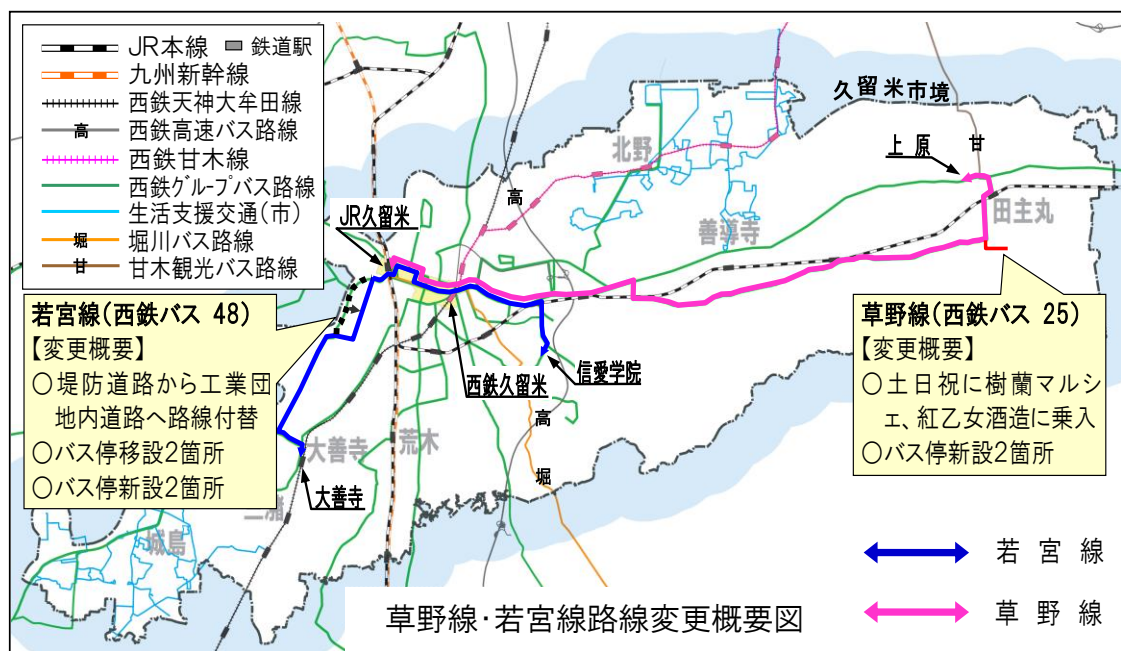 JR本線 鉄道駅
九州新幹線
西鉄天神大牟田線
高 西鉄高速バス路線
西鉄甘木線
西鉄グループバス路線
生活支援交通(市)
堀 堀川バス路線
甘 甘木観光バス路線
久留米市境
上原
甘
北野
高
善導寺
田主丸
JR久留米
若宮線(西鉄バス 48)
【変更概要】
○堤防道路から工業団
地内道路へ路線付替
○バス停移設2箇所
○バス停新設2箇所
草野線(西鉄バス 25)
【変更概要】
○土日祝に樹蘭マルシ
ェ、紅乙女酒造に乗入
○バス停新設2箇所
信愛学院
西鉄久留米
高
荒木
大善寺
堀
大善寺
三潴
城島
若宮線
草野線
草野線・若宮線路線変更概要図